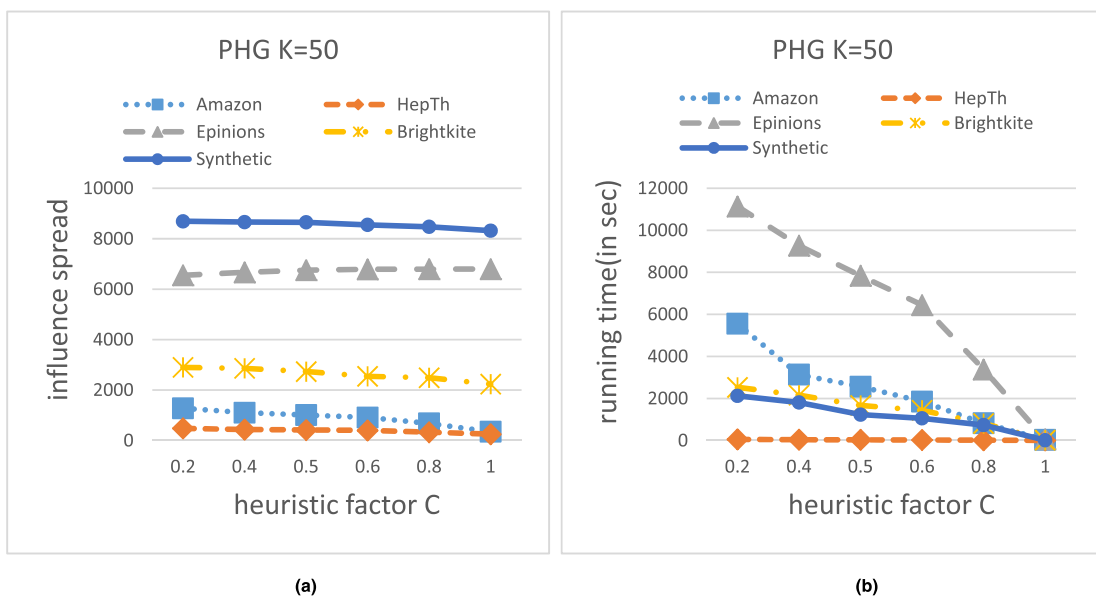 PHG K=50
Amazon HepTh
Epinions Brightkite
Synthetic
influence spread
10000
8000
6000
4000
2000
0
0.2 0.4 0.5 0.6 0.8 1
heuristic factor C
(a)
PHG K=50
Amazon HepTh
Epinions Brightkite
Synthetic
running time(in sec)
12000
10000
8000
6000
4000
2000
0
0.2 0.4 0.5 0.6 0.8 1
heuristic factor C
(b)